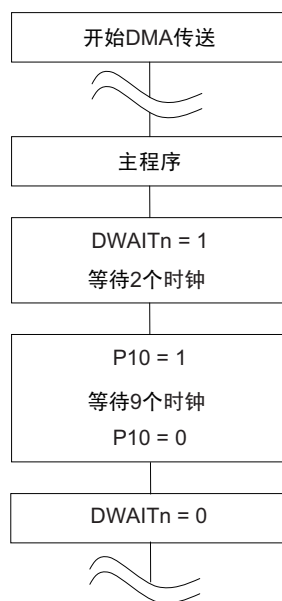 开始DMA传送
主程序
DWAITn = 1
等待2个时钟
P10 = 1
等待9个时钟
P10 = 0
DWAITn = 0